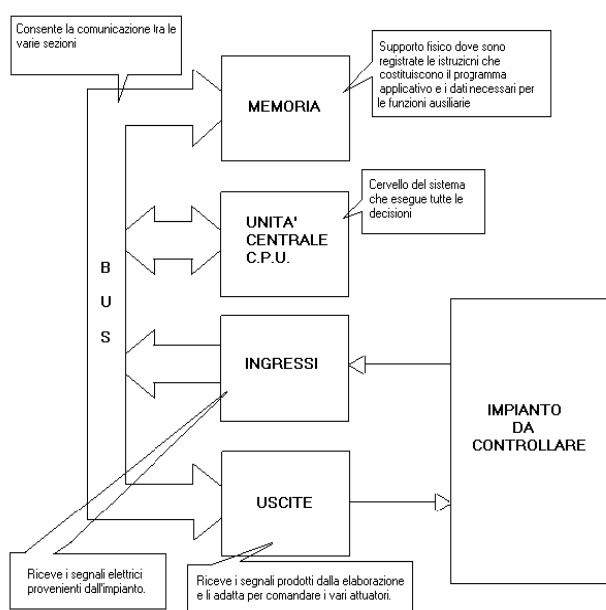 Consente la comunicazione tra le
varie sezioni
Supporto fisico dove sono
registrate le istruzioni che
costituiscono il programma
applicativo e i dati necessari per
le funzioni ausiliarie
MEMORIA
Cervello del sistema
che esegue tutte le
decisioni
UNITA'
CENTRALE
C.P.U.
B
U
S
INGRESSI
IMPIANTO
DA
CONTROLLARE
USCITE
Riceve i segnali elettrici
provenienti dall'impianto.
Riceve i segnali prodotti dalla elaborazione
e li adatta per comandare i vari attuatori.